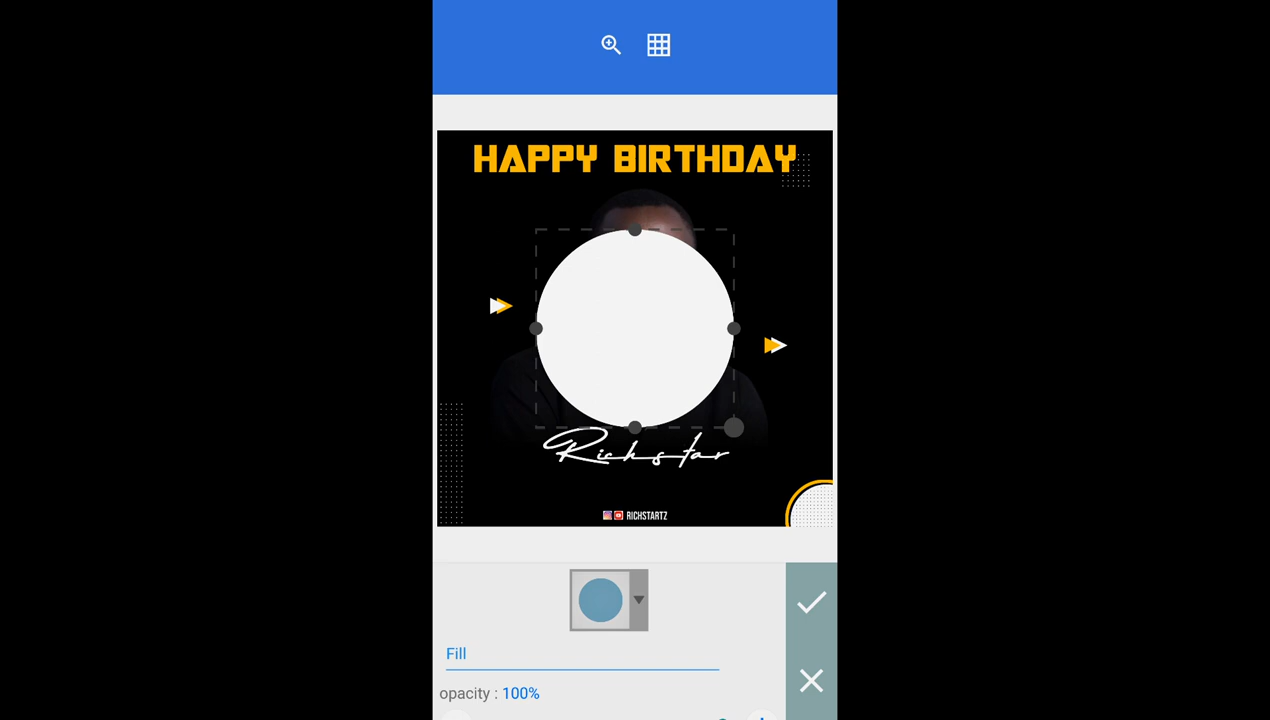 HAPPY BIRTHDAY
Richstar
RICHSTARTZ
Fill
opacity : 100%